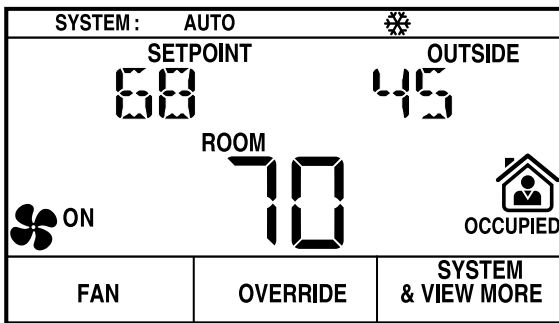 SYSTEM: AUTO
SETPOINT OUTSIDE
68 45
ROOM
70
ON
OCCUPIED
FAN OVERRIDE SYSTEM & VIEW MORE